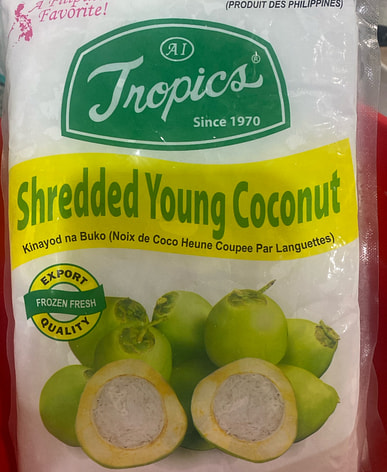 Favorite!
(PRODUIT DES PHILIPPINES)
AI
Tropics®
Since 1970
Shredded Young Coconut
Kinayod na Buko (Noix de Coco Heune Coupee Par Languettes)
EXPORT
FROZEN FRESH
QUALITY